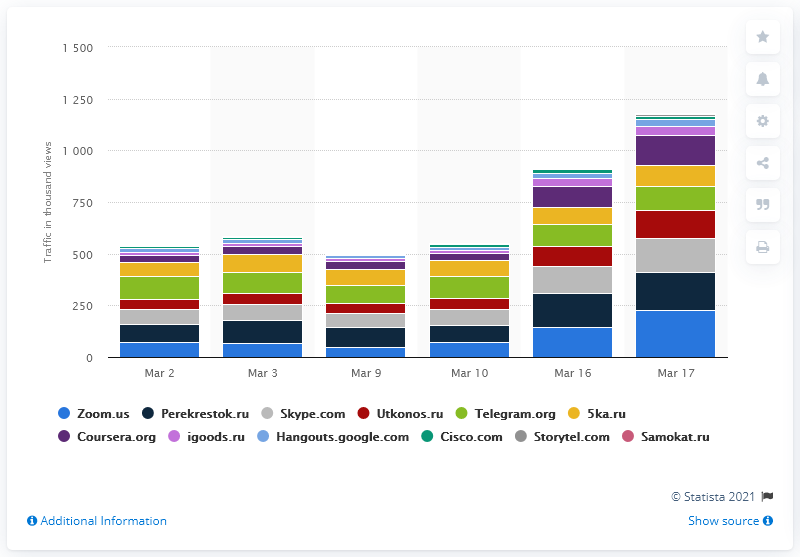 1 500
1 250
1 000
750
500
250
0
Traffic in thousand views
Mar 2 Mar 3 Mar 9 Mar 10 Mar 16 Mar 17
Zoom.us Perekrestok.ru Skype.com Utkonos.ru Telegram.org 5ka.ru
Coursera.org igoods.ru Hangouts.google.com Cisco.com Storytel.com Samokat.ru
© Statista 2021
Additional Information Show source